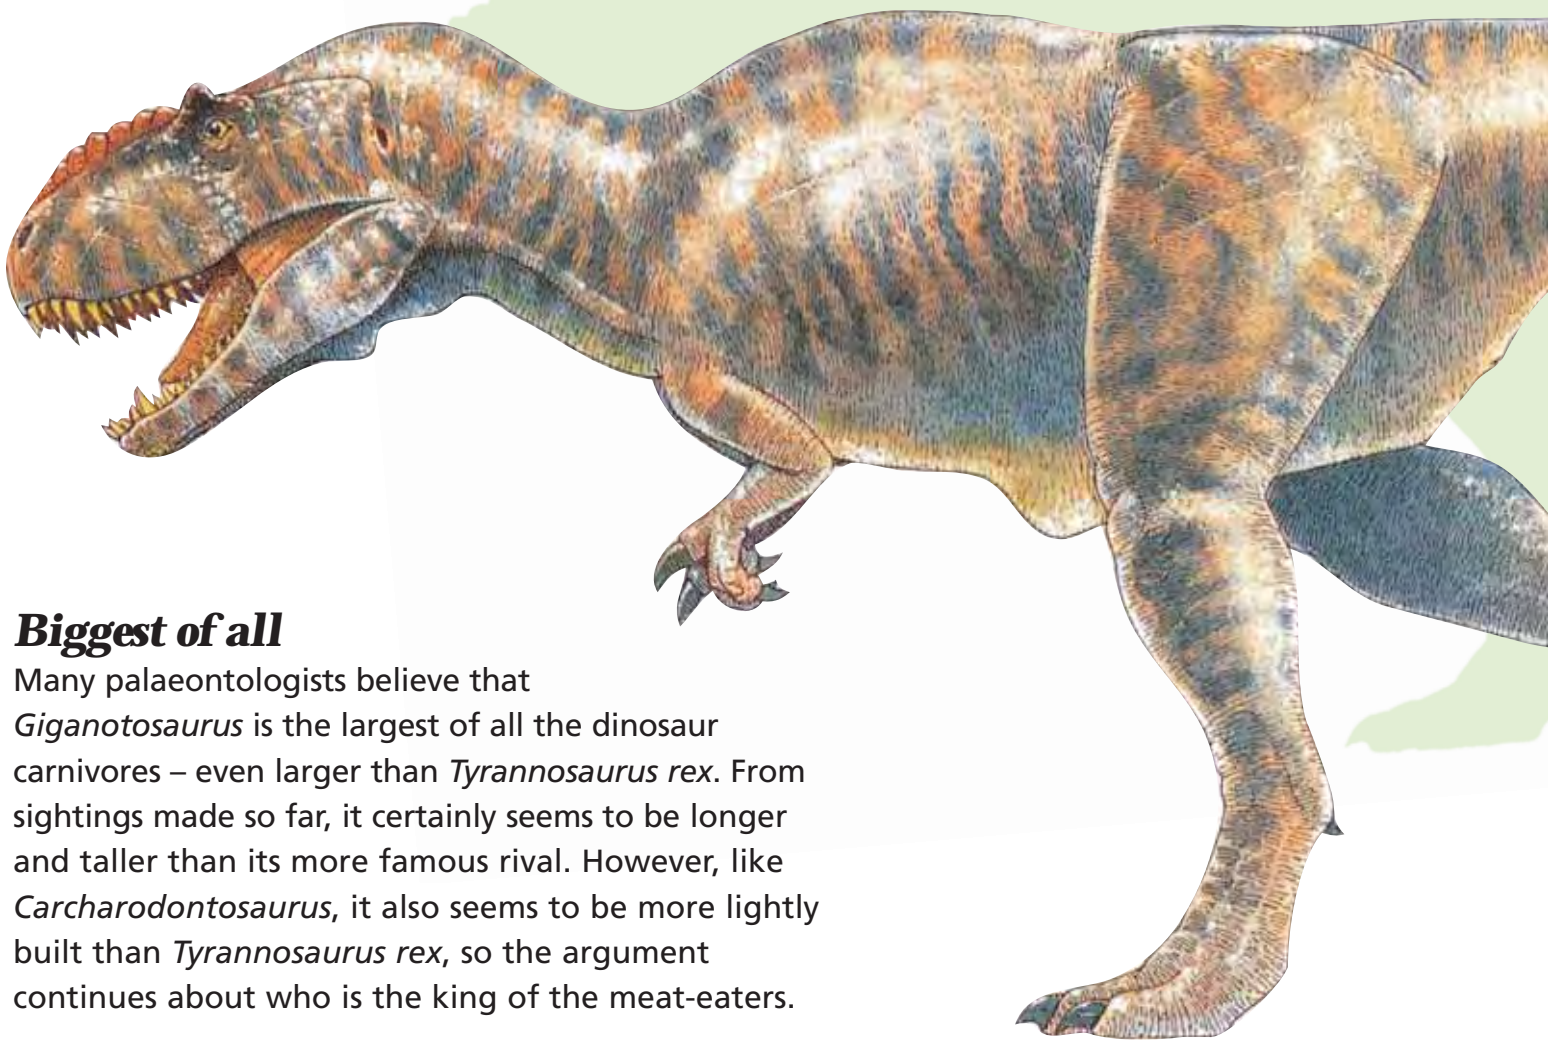 Biggest of all
Many palaeontologists believe that
Giganotosaurus is the largest of all the dinosaur
carnivores – even larger than Tyrannosaurus rex. From
sightings made so far, it certainly seems to be longer
and taller than its more famous rival. However, like
Carcharodontosaurus, it also seems to be more lightly
built than Tyrannosaurus rex, so the argument
continues about who is the king of the meat-eaters.